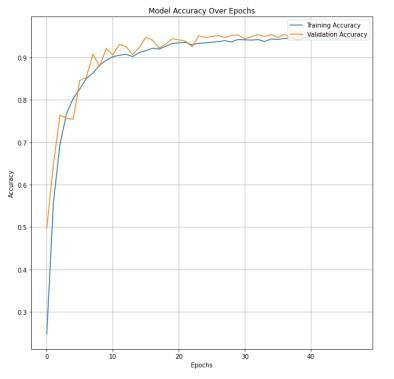 Model Accuracy Over Epochs
Training Accuracy
Validation Accuracy
0.9
0.8
0.7
0.6
0.5
0.4
0.3
Accuracy
0
10
20
30
40
Epochs